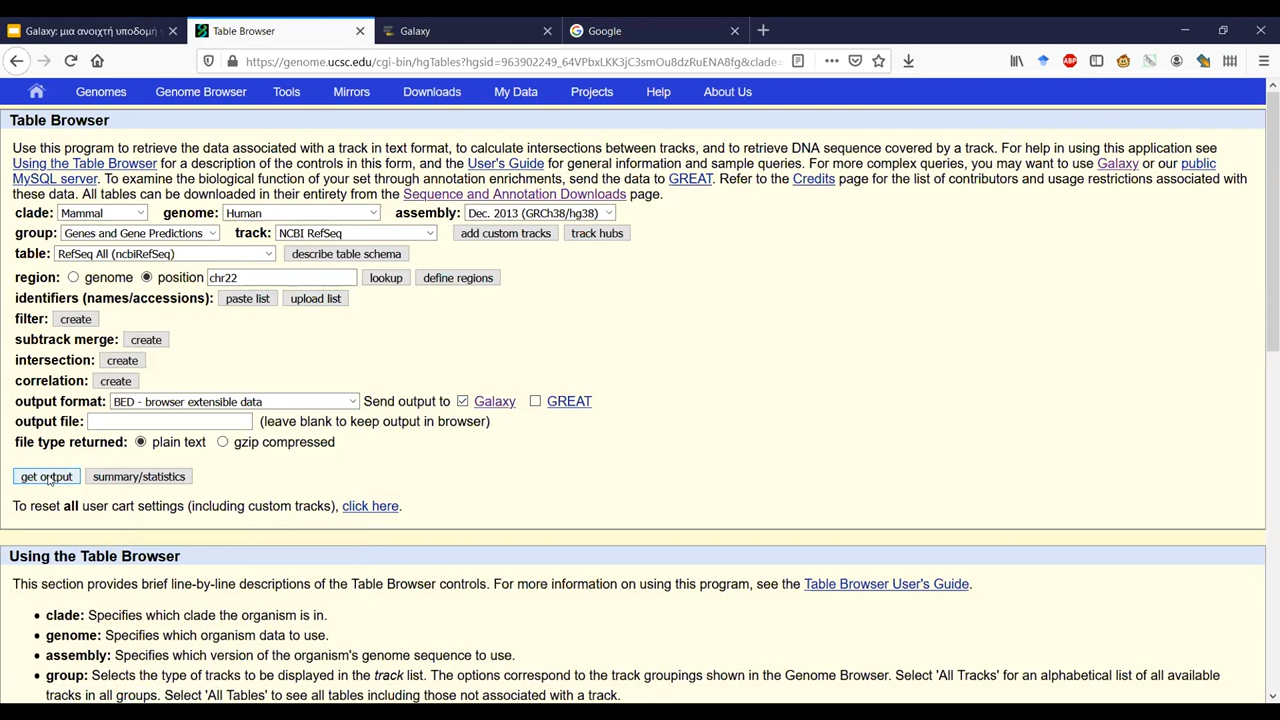 Galaxy: μια ανοιχτή υποδομή
Table Browser
Galaxy
Google
https://genome.ucsc.edu/cgi-bin/hgTables?hgsid=963902249_64VPbxLKK3jC3smOu8dzRuENA8fg&clade=
Genomes Genome Browser Tools Mirrors Downloads My Data Projects Help About Us
Table Browser
Use this program to retrieve the data associated with a track in text format, to calculate intersections between tracks, and to retrieve DNA sequence covered by a track. For help in using this application see
Using the Table Browser for a description of the controls in this form, and the User's Guide for general information and sample queries. For more complex queries, you may want to use Galaxy or our public
MySQL server. To examine the biological function of your set through annotation enrichments, send the data to GREAT. Refer to the Credits page for the list of contributors and usage restrictions associated with
these data. All tables can be downloaded in their entirety from the Sequence and Annotation Downloads page.
clade: Mammal genome: Human assembly: Dec. 2013 (GRCh38/hg38)
group: Genes and Gene Predictions track: NCBI RefSeq add custom tracks track hubs
table: RefSeq All (ncbiRefSeq) describe table schema
region: genome position chr22 lookup define regions
identifiers (names/accessions): paste list upload list
filter: create
subtrack merge: create
intersection: create
correlation: create
output format: BED - browser extensible data Send output to Galaxy GREAT
output file: (leave blank to keep output in browser)
file type returned: plain text gzip compressed
get output summary/statistics
To reset all user cart settings (including custom tracks), click here.
Using the Table Browser
This section provides brief line-by-line descriptions of the Table Browser controls. For more information on using this program, see the Table Browser User's Guide.
• clade: Specifies which clade the organism is in.
• genome: Specifies which organism data to use.
• assembly: Specifies which version of the organism's genome sequence to use.
• group: Selects the type of tracks to be displayed in the track list. The options correspond to the track groupings shown in the Genome Browser. Select 'All Tracks' for an alphabetical list of all available
tracks in all groups. Select 'All Tables' to see all tables including those not associated with a track.